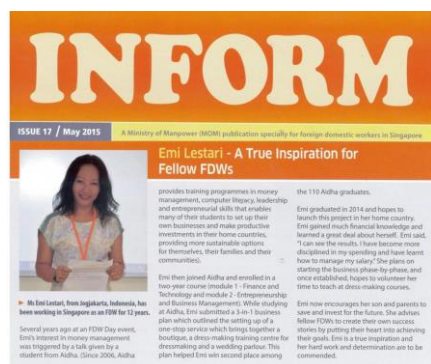 INFORM
ISSUE 17 / May 2015
A Ministry of Manpower (MOM) publication specially for foreign domestic workers in Singapore
Emi Lestari - A True Inspiration for
Fellow FDWs
► Ms Emi Lestari, from Jogjakarta, Indonesia, has
been working in Singapore as an FDW for 12 years.
Several years ago at an FDW Day event,
Emi's interest in money management
was triggered by a talk given by a
student from Aidha. (Since 2006, Aidha
provides training programmes in money
management, computer literacy, leadership
and entrepreneurial skills that enables
many of their students to set up their
own businesses and make productive
investments in their home countries,
providing more sustainable options
for themselves, their families and their
communities).
Emi then joined Aidha and enrolled in a
two-year course (module 1 - Finance and
Technology and module 2 - Entrepreneurship
and Business Management). While studying
at Aidha, Emi submitted a 3-in-1 business
plan which outlined the setting up of a
one-stop service which brings together a
boutique, a dress-making training centre for
dressmaking and a wedding parlour. This
plan helped Emi win second place among
the 110 Aidha graduates.
Emi graduated in 2014 and hopes to
launch this project in her home country.
Emi gained much financial knowledge and
learned a great deal about herself. Emi said,
"I can see the results. I have become more
disciplined in my spending and have learnt
how to manage my salary." She plans on
starting the business phase-by-phase, and
once established, hopes to volunteer her
time to teach at dress-making courses.
Emi now encourages her son and parents to
save and invest for the future. She advises
fellow FDWs to create their own success
stories by putting their heart into achieving
their goals. Emi is a true inspiration and
her hard work and determination are to be
commended.